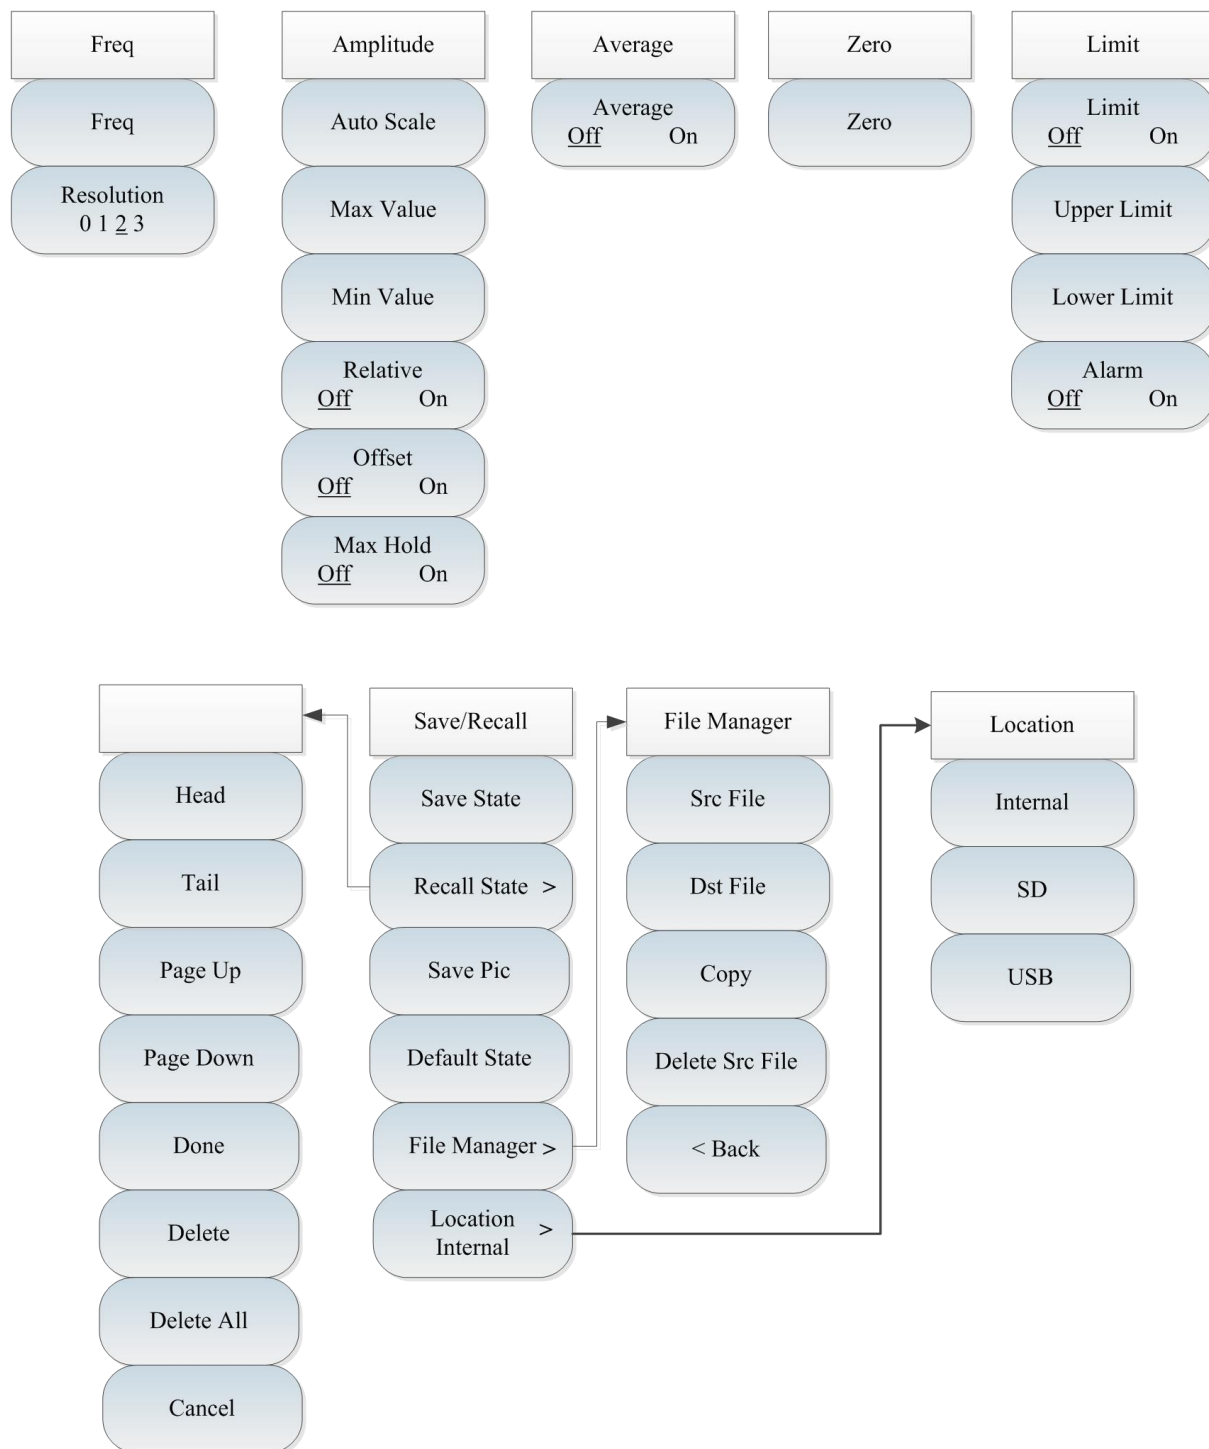 Freq
Freq
Resolution
0 1 2 3
Amplitude
Auto Scale
Max Value
Min Value
Relative
Off On
Offset
Off On
Max Hold
Off On
Average
Average
Off On
Zero
Zero
Limit
Limit
Off On
Upper Limit
Lower Limit
Alarm
Off On
Head
Tail
Page Up
Page Down
Done
Delete
Delete All
Cancel
Save/Recall
Save State
Recall State >
Save Pic
Default State
File Manager >
Location >
Internal
File Manager
Src File
Dst File
Copy
Delete Src File
< Back
Location
Internal
SD
USB